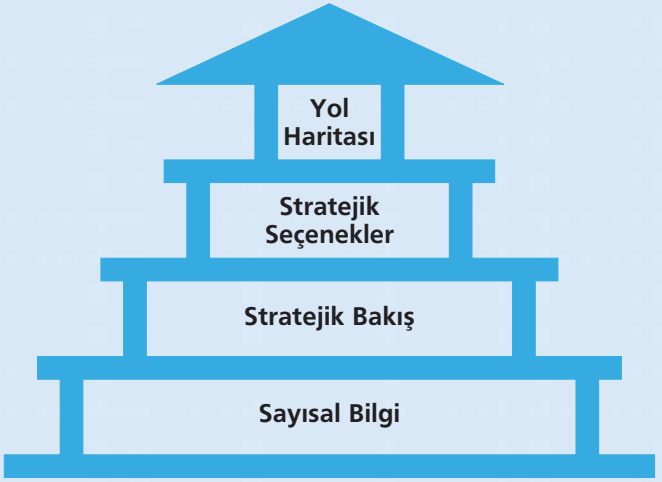 Yol
Haritası
Stratejik
Seçenekler
Stratejik Bakış
Sayısal Bilgi